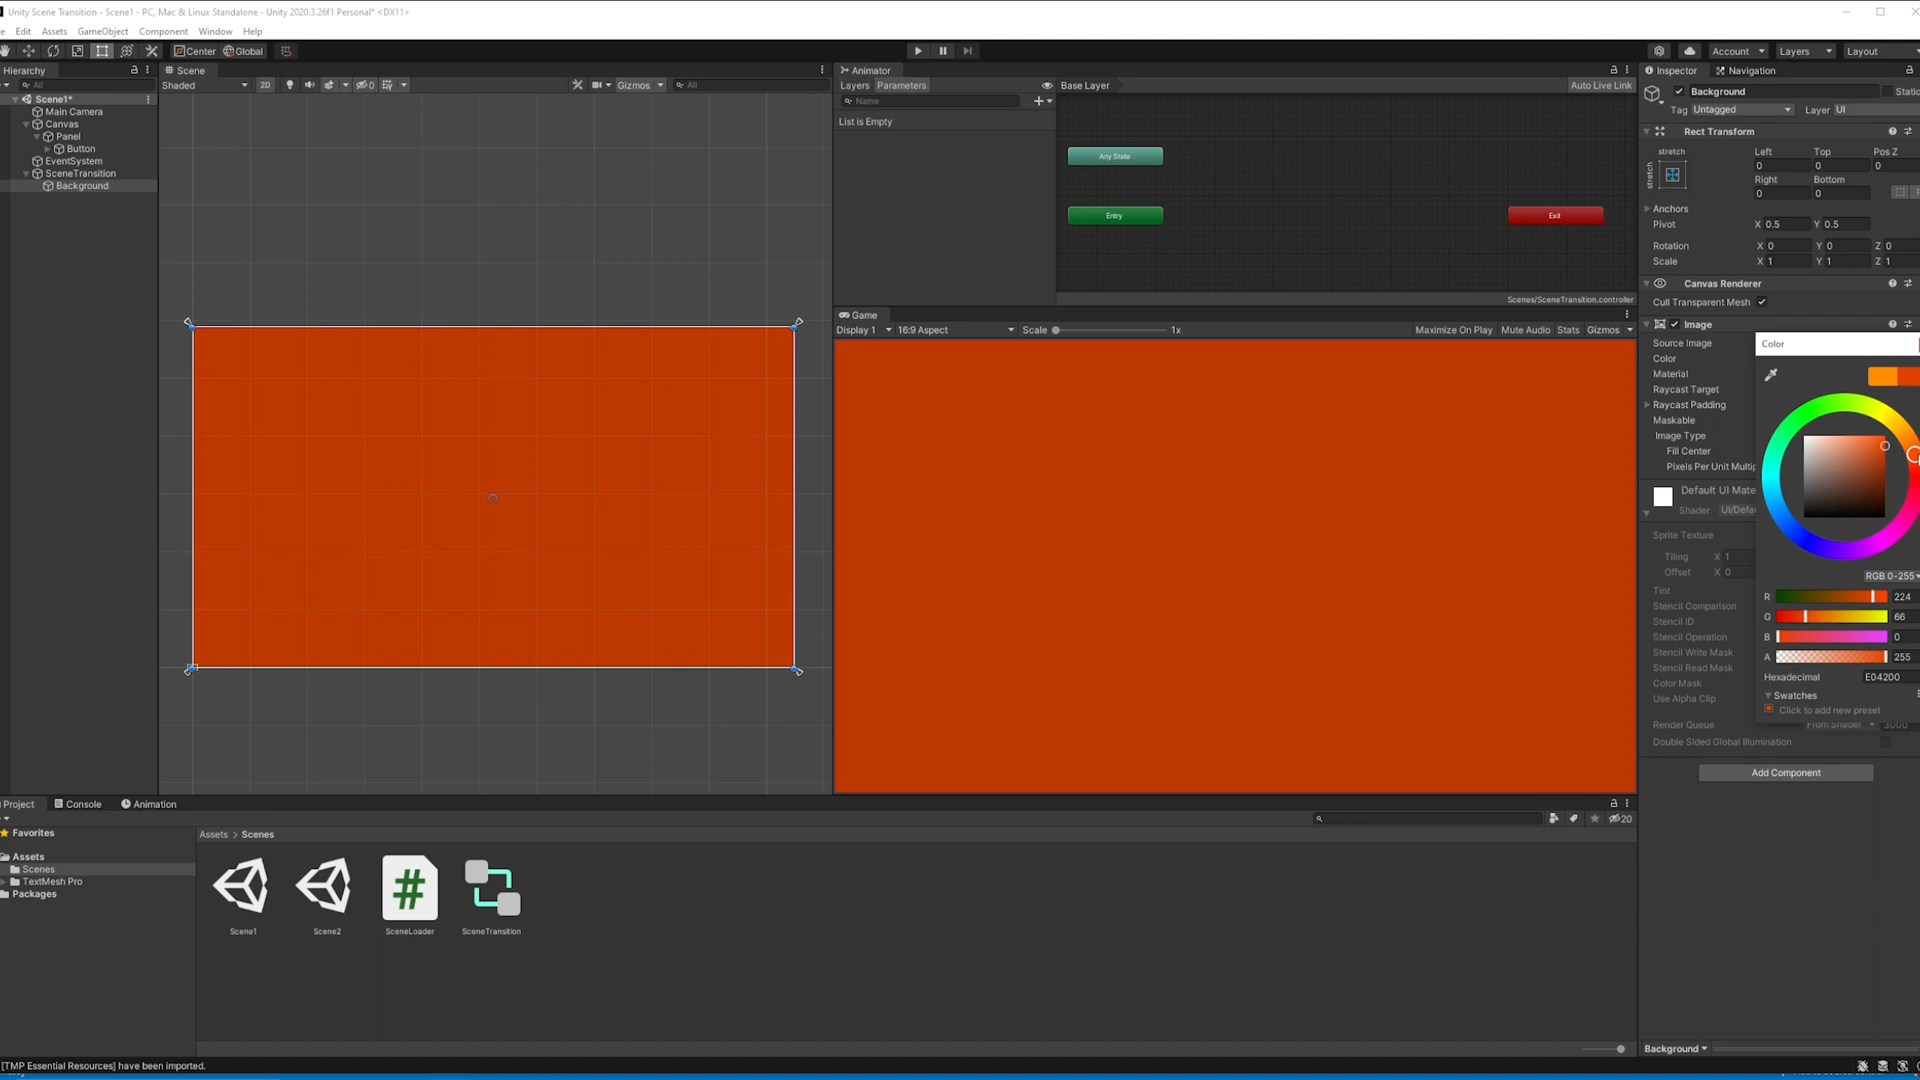 Unity Scene Transition - Scene1 - PC, Mac & Linux Standalone - Unity 2020.3.26f1 Personal* <DX11>
Edit Assets GameObject Component Window Help
Center Global Account Layers Layout
Hierarchy
All
Scene1*
Main Camera
Canvas
Panel
Button
EventSystem
SceneTransition
Background
Scene
Shaded 2D 0 Gizmos All
Animator
Layers Parameters Base Layer Auto Live Link
Name
List is Empty
Any State
Entry
Exit
Scenes/SceneTransition.controller
Game
Display 1 16:9 Aspect Scale 1x Maximize On Play Mute Audio Stats Gizmos
Inspector Navigation
Background Static
Tag Untagged Layer UI
Rect Transform
stretch
stretch
Left Top Pos Z
0 0 0
Right Bottom
0 0
Anchors
Pivot X 0.5 Y 0.5
Rotation X 0 Y 0 Z 0
Scale X 1 Y 1 Z 1
Canvas Renderer
Cull Transparent Mesh
Image
Source Image
Color
Material
Raycast Target
Raycast Padding
Maskable
Image Type
Fill Center
Pixels Per Unit Multip
Default UI Mate
Shader UI/Defau
Sprite Texture
Tiling X 1
Offset X 0
Tint
Stencil Comparison
Stencil ID
Stencil Operation
Stencil Write Mask
Stencil Read Mask
Color Mask
Use Alpha Clip
Render Queue From Shader 3000
Double Sided Global Illumination
Add Component
Color
RGB 0-255
R 224
G 66
B 0
A 255
Hexadecimal E04200
Swatches
Click to add new preset
Project Console Animation
20
Favorites
Assets
Scenes
TextMesh Pro
Packages
Assets > Scenes
Scene1 Scene2 SceneLoader SceneTransition
Background
[TMP Essential Resources] have been imported.